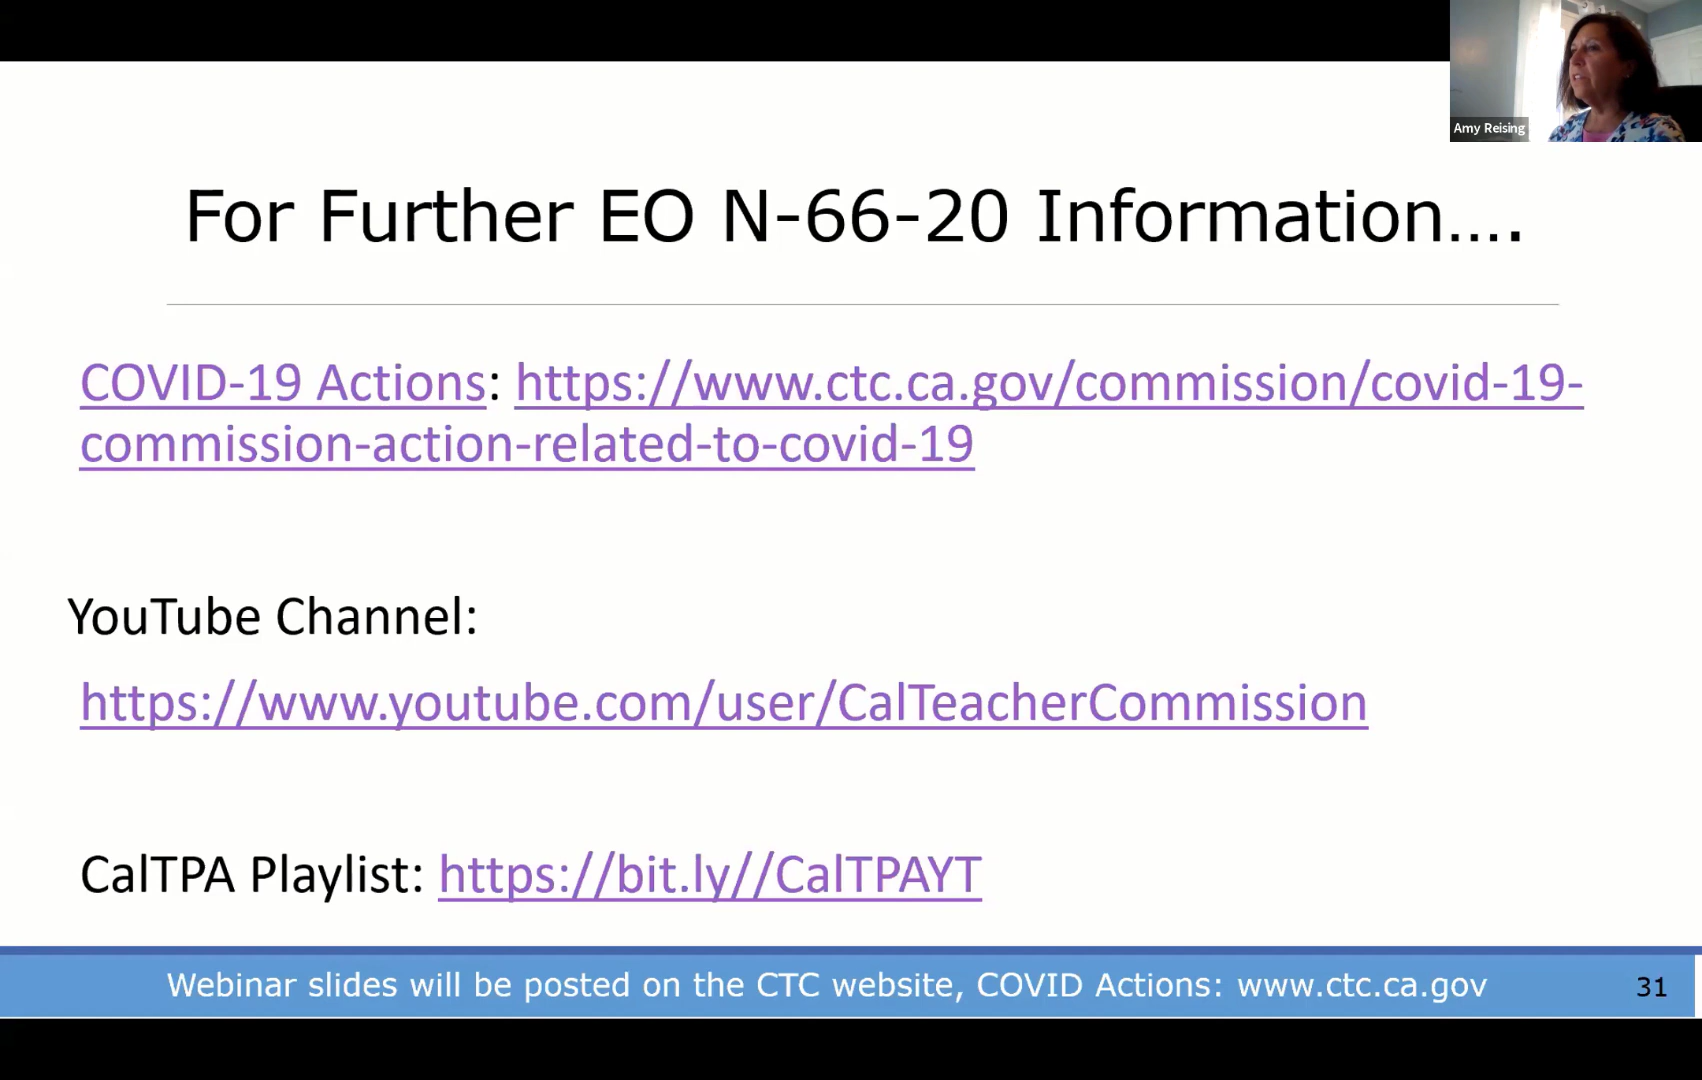 Amy Reising
For Further EO N-66-20 Information….
COVID-19 Actions: https://www.ctc.ca.gov/commission/covid-19-
commission-action-related-to-covid-19
YouTube Channel:
https://www.youtube.com/user/CalTeacherCommission
CalTPA Playlist: https://bit.ly//CalTPAYT
Webinar slides will be posted on the CTC website, COVID Actions: www.ctc.ca.gov
31